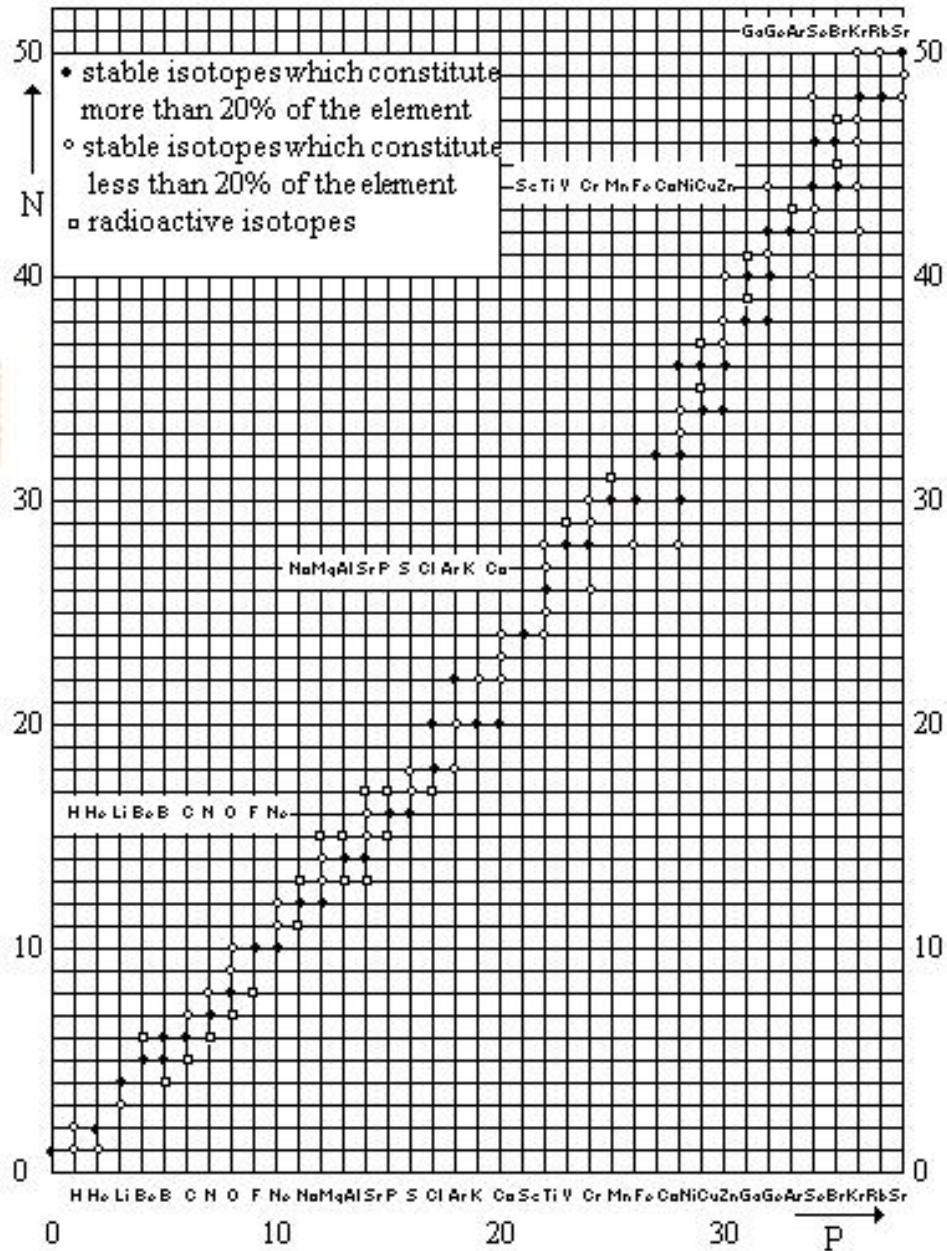 Ga Ge Ar Se Br Kr Rb Sr
50 50
• stable isotopes which constitute
more than 20% of the element
○ stable isotopes which constitute
less than 20% of the element
□ radioactive isotopes
N
Sc Ti V Cr Mn Fe Co Ni Cu Zn
40 40
30 30
Na Mg Al Sr P S Cl Ar K Ca
20 20
H He Li Be B C N O F Ne
10 10
0 0
H He Li Be B C N O F Ne Na Mg Al Sr P S Cl Ar K Ca Sc Ti V Cr Mn Fe Co Ni Cu Zn Ga Ge Ar Se Br Kr Rb Sr
0 10 20 30 P